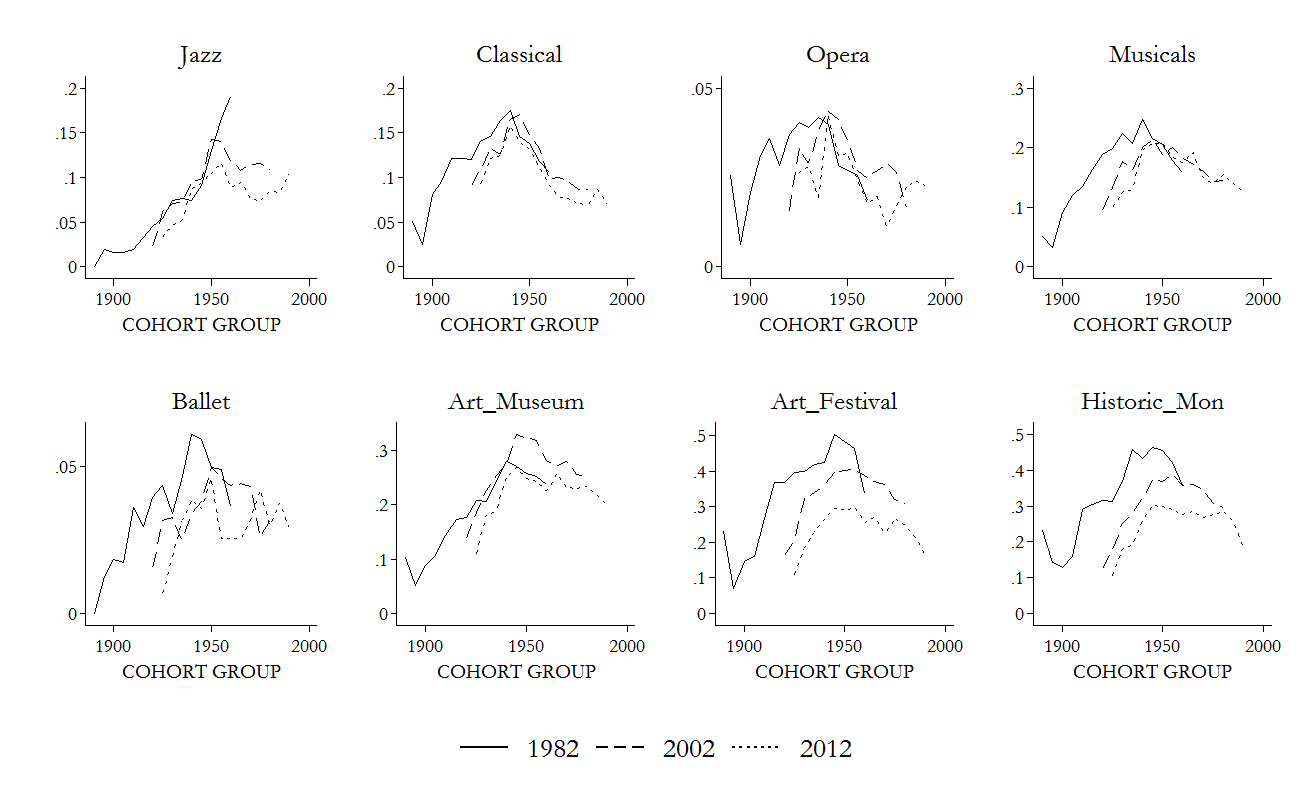 Jazz Classical Opera Musicals
.2 .2 .05 .3
.15 .15 .2
.1 .1 .1
.05 .05
0 0 0 0
1900 1950 2000 1900 1950 2000 1900 1950 2000 1900 1950 2000
COHORT GROUP COHORT GROUP COHORT GROUP COHORT GROUP
Ballet Art_Museum Art_Festival Historic_Mon
.05 .3 .5 .5
.2 .4 .4
.1 .3 .3
.2 .2
.1 .1
0 0 0 0
1900 1950 2000 1900 1950 2000 1900 1950 2000 1900 1950 2000
COHORT GROUP COHORT GROUP COHORT GROUP COHORT GROUP
1982 2002 2012